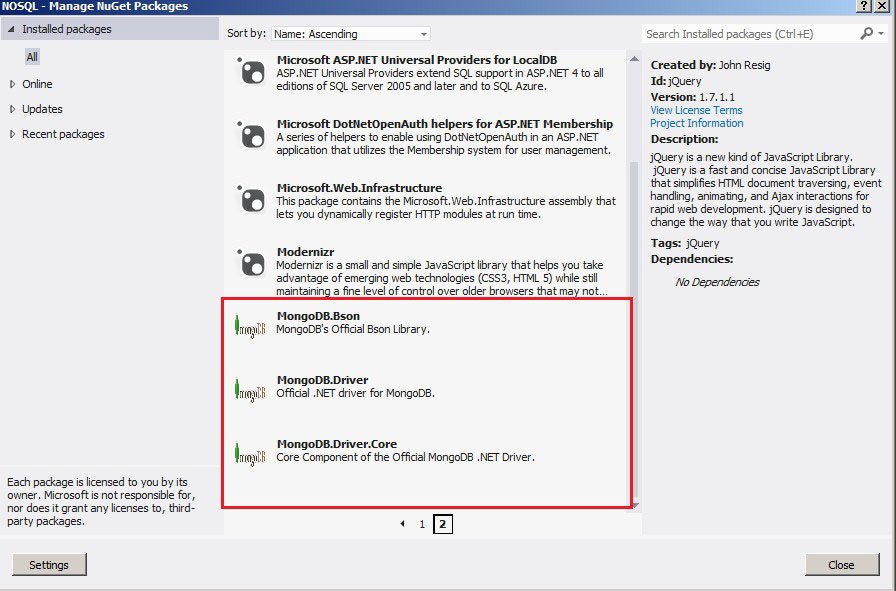 NOSQL - Manage NuGet Packages
Installed packages
All
Online
Updates
Recent packages
Each package is licensed to you by its
owner. Microsoft is not responsible for,
nor does it grant any licenses to, third-
party packages.
Settings
Sort by: Name: Ascending
Microsoft ASP.NET Universal Providers for LocalDB
ASP.NET Universal Providers extend SQL support in ASP.NET 4 to all
editions of SQL Server 2005 and later and to SQL Azure.
Microsoft DotNetOpenAuth helpers for ASP.NET Membership
A series of helpers to enable using DotNetOpenAuth in an ASP.NET
application that utilizes the Membership system for user management.
Microsoft.Web.Infrastructure
This package contains the Microsoft.Web.Infrastructure assembly that
lets you dynamically register HTTP modules at run time.
Modernizr
Modernizr is a small and simple JavaScript library that helps you take
advantage of emerging web technologies (CSS3, HTML 5) while still
maintaining a fine level of control over older browsers that may not...
mongoDB
MongoDB.Bson
MongoDB's Official Bson Library.
mongoDB
MongoDB.Driver
Official .NET driver for MongoDB.
mongoDB
MongoDB.Driver.Core
Core Component of the Official MongoDB .NET Driver.
1 2
Search Installed packages (Ctrl+E)
Created by: John Resig
Id: jQuery
Version: 1.7.1.1
View License Terms
Project Information
Description:
jQuery is a new kind of JavaScript Library.
jQuery is a fast and concise JavaScript Library
that simplifies HTML document traversing, event
handling, animating, and Ajax interactions for
rapid web development. jQuery is designed to
change the way that you write JavaScript.
Tags: jQuery
Dependencies:
No Dependencies
Close